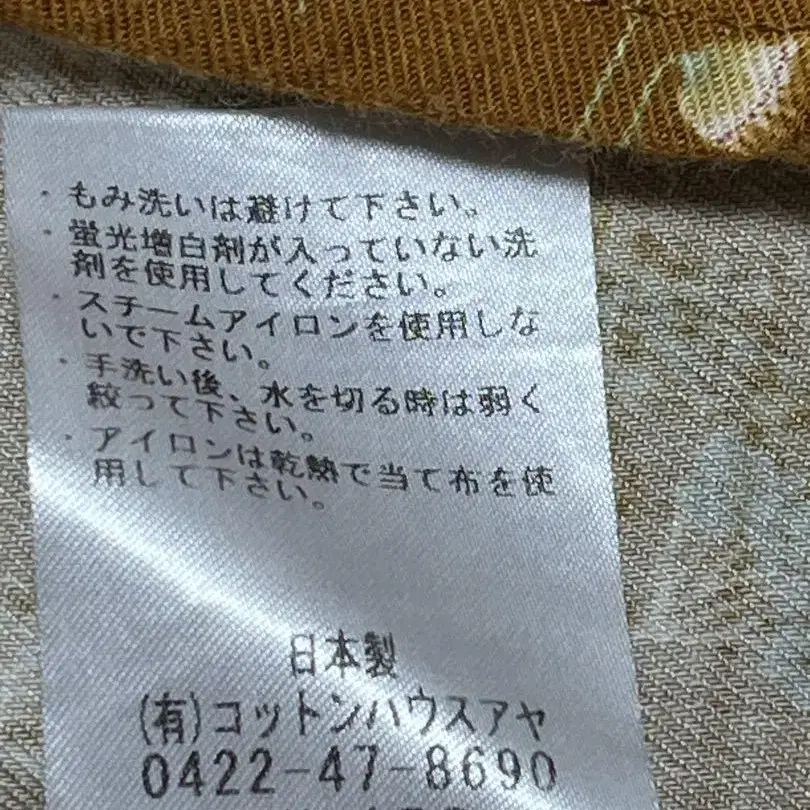 ・もみ洗いは避けて下さい。
・蛍光増白剤が入っていない洗
剤を使用してください。
・スチームアイロンを使用しな
いで下さい。
・手洗い後、水を切る時は弱く
絞って下さい。
・アイロンは乾熱で当て布を使
用して下さい。
日本製
(有)コットンハウスアヤ
0422-47-8690